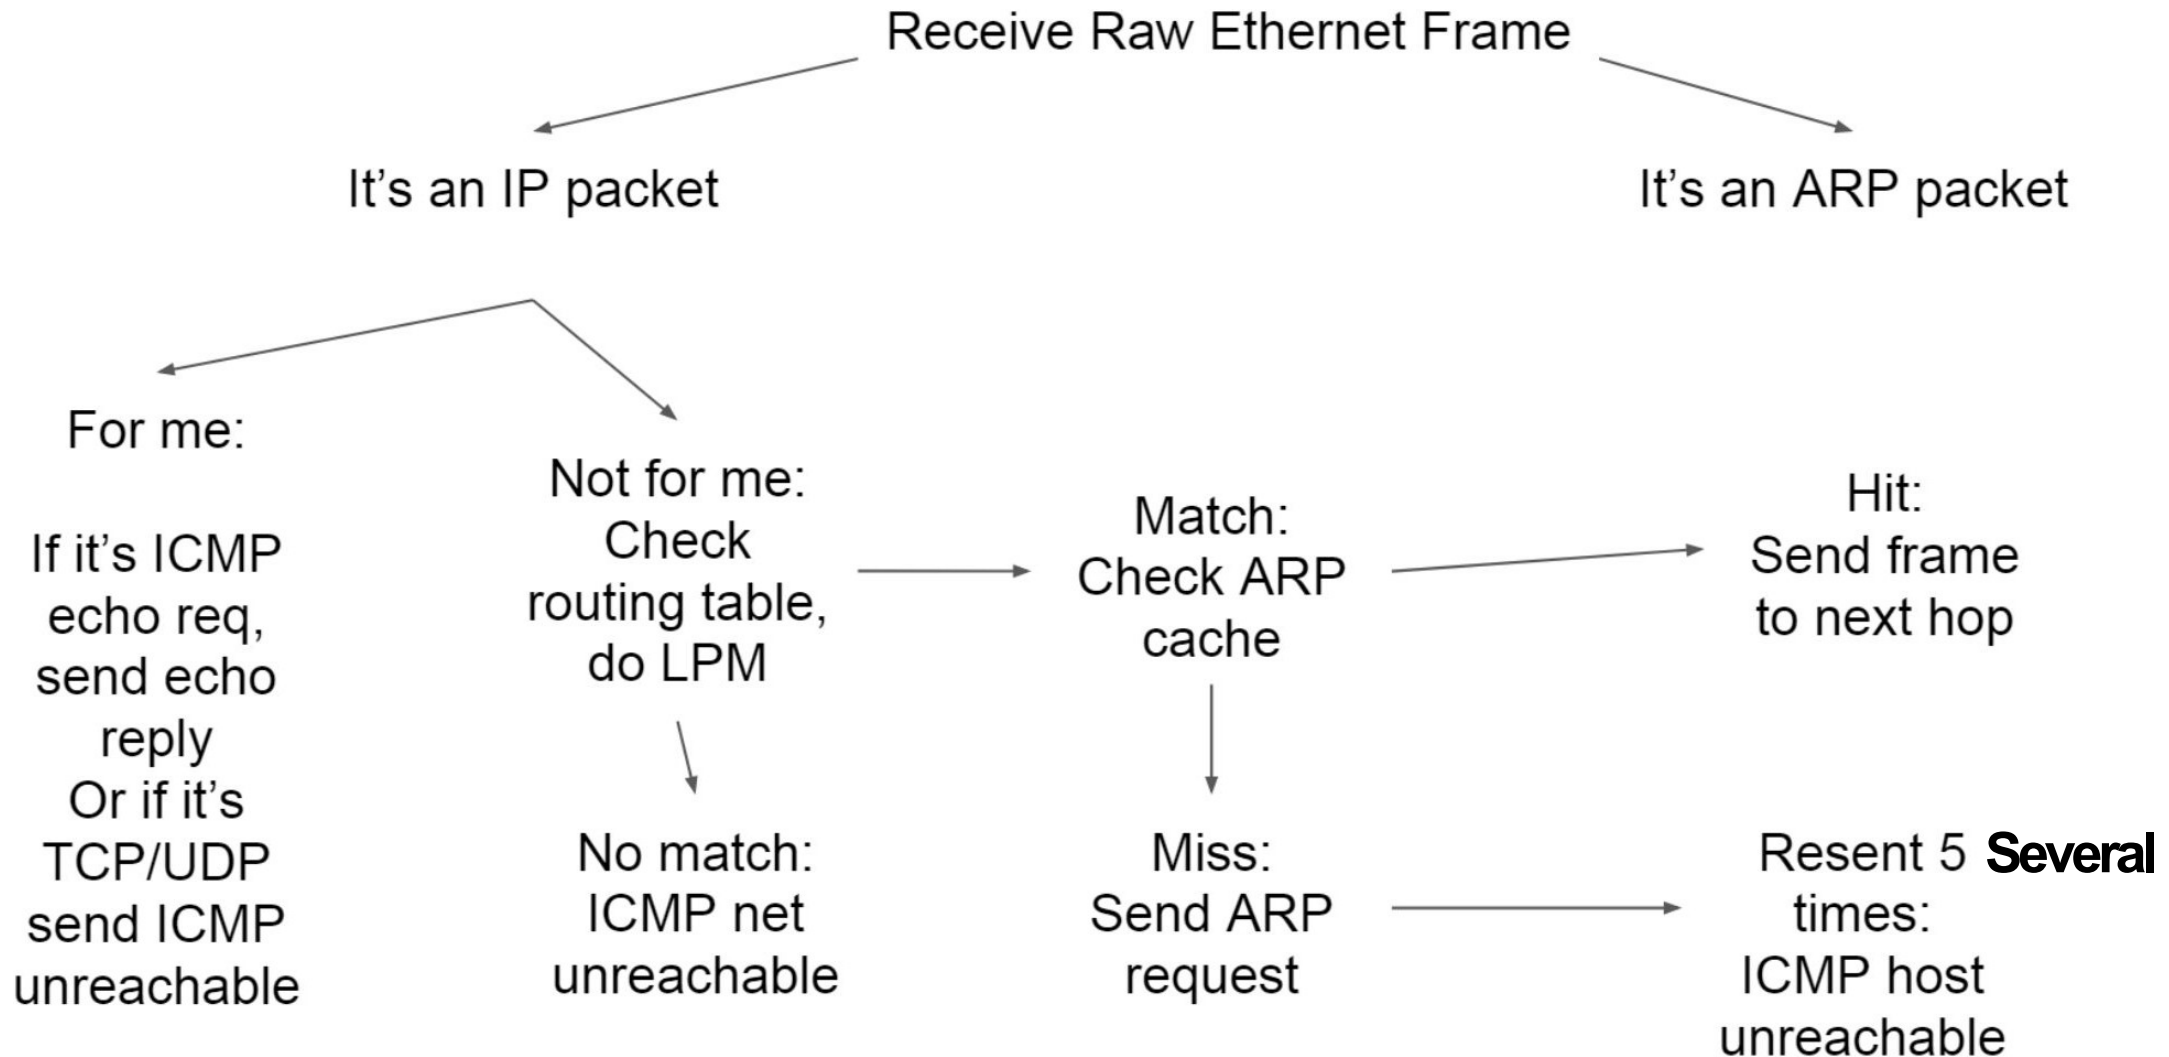 Receive Raw Ethernet Frame
It’s an IP packet
It’s an ARP packet
For me:
If it’s ICMP
echo req,
send echo
reply
Or if it’s
TCP/UDP
send ICMP
unreachable
Not for me:
Check
routing table,
do LPM
No match:
ICMP net
unreachable
Match:
Check ARP
cache
Miss:
Send ARP
request
Hit:
Send frame
to next hop
Resent 5 Several
times:
ICMP host
unreachable